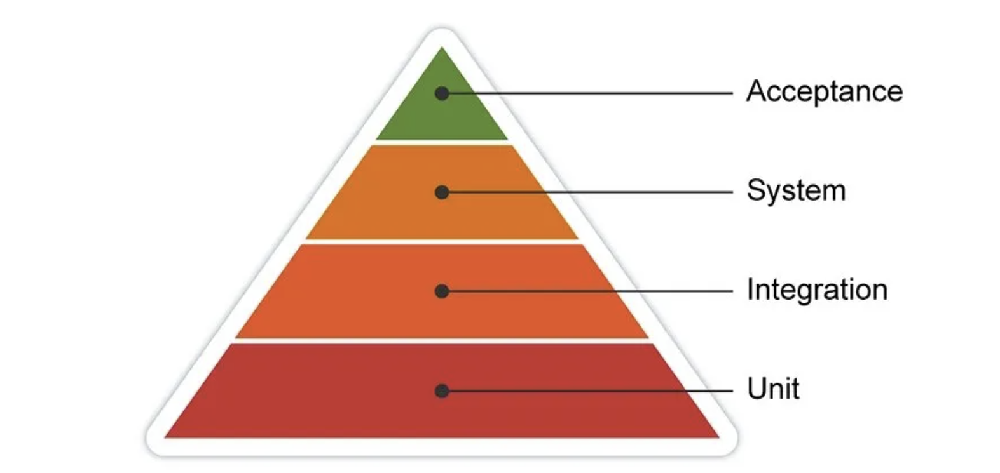 Acceptance
System
Integration
Unit